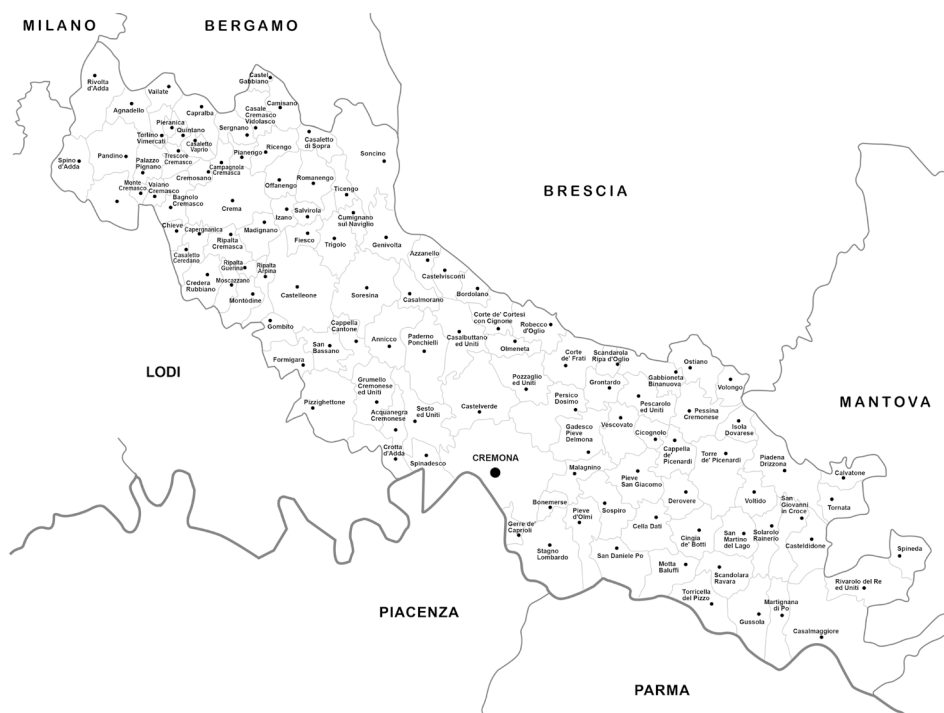 MILANO
BERGAMO
Rivolta
d'Adda
Vailate
Castel
Gabbiano
Agnadello
Capralba
Camisano
Casale
Cremasco
Vidolasco
Pieranica
Quintano
Sergnano
Torlino
Vimercati
Casaletto
Vaprio
Casaletto
di Sopra
Spino
d'Adda
Pandino
Palazzo
Pignano
Trescore
Cremasco
Pianengo
Ricengo
Soncino
Cremosano
Campagnola
Cremasca
Monte
Cremasco
Vaiano
Cremasco
Offanengo
Romanengo
Ticengo
BRESCIA
Bagnolo
Cremasco
Crema
Izano
Salvirola
Cumignano
sul Naviglio
Chieve
Capergnanica
Madignano
Ripalta
Cremasca
Fiesco
Trigolo
Genivolta
Casaletto
Ceredano
Ripalta
Guerina
Ripalta
Arpina
Azzanello
Castelvisconti
Credera
Rubbiano
Moscazzano
Montodine
Castelleone
Soresina
Casalmorano
Bordolano
Gombito
Cappella
Cantone
Corte de' Cortesi
con Cignone
Robecco
d'Oglio
San
Bassano
Annicco
Paderno
Ponchielli
Casalbuttano
ed Uniti
Olmeneta
Formigara
LODI
Corte
de' Frati
Scandarola
Ripa d'Oglio
Ostiano
Gabbioneta
Binanuova
Volongo
Grumello
Cremonese
ed Uniti
Pozzaglio
ed Uniti
Grontardo
MANTOVA
Pizzighettone
Acquanegra
Cremonese
Sesto
ed Uniti
Castelverde
Persico
Dosimo
Pescarolo
ed Uniti
Pessina
Cremonese
Vescovato
Isola
Dovarese
Gadesco
Pieve
Delmona
Cicognolo
Cappella
de'
Picenardi
Torre
de' Picenardi
Crotta
d'Adda
Spinadesco
CREMONA
Malagnino
Pieve
San Giacomo
Piadena
Drizzona
Calvatone
Bonemerse
Pieve
d'Olmi
Sospiro
Derovere
Voltido
San
Giovanni
in Croce
Tornata
Gerre de'
Caprioli
Cella Dati
Cingia
de' Botti
San
Martino
del Lago
Solarolo
Rainerio
Casteldidone
Stagno
Lombardo
San Daniele Po
Spineda
Motta
Baluffi
Scandolara
Ravara
Rivarolo del Re
ed Uniti
Torricella
del Pizzo
Martignana
di Po
Gussola
Casalmaggiore
PIACENZA
PARMA